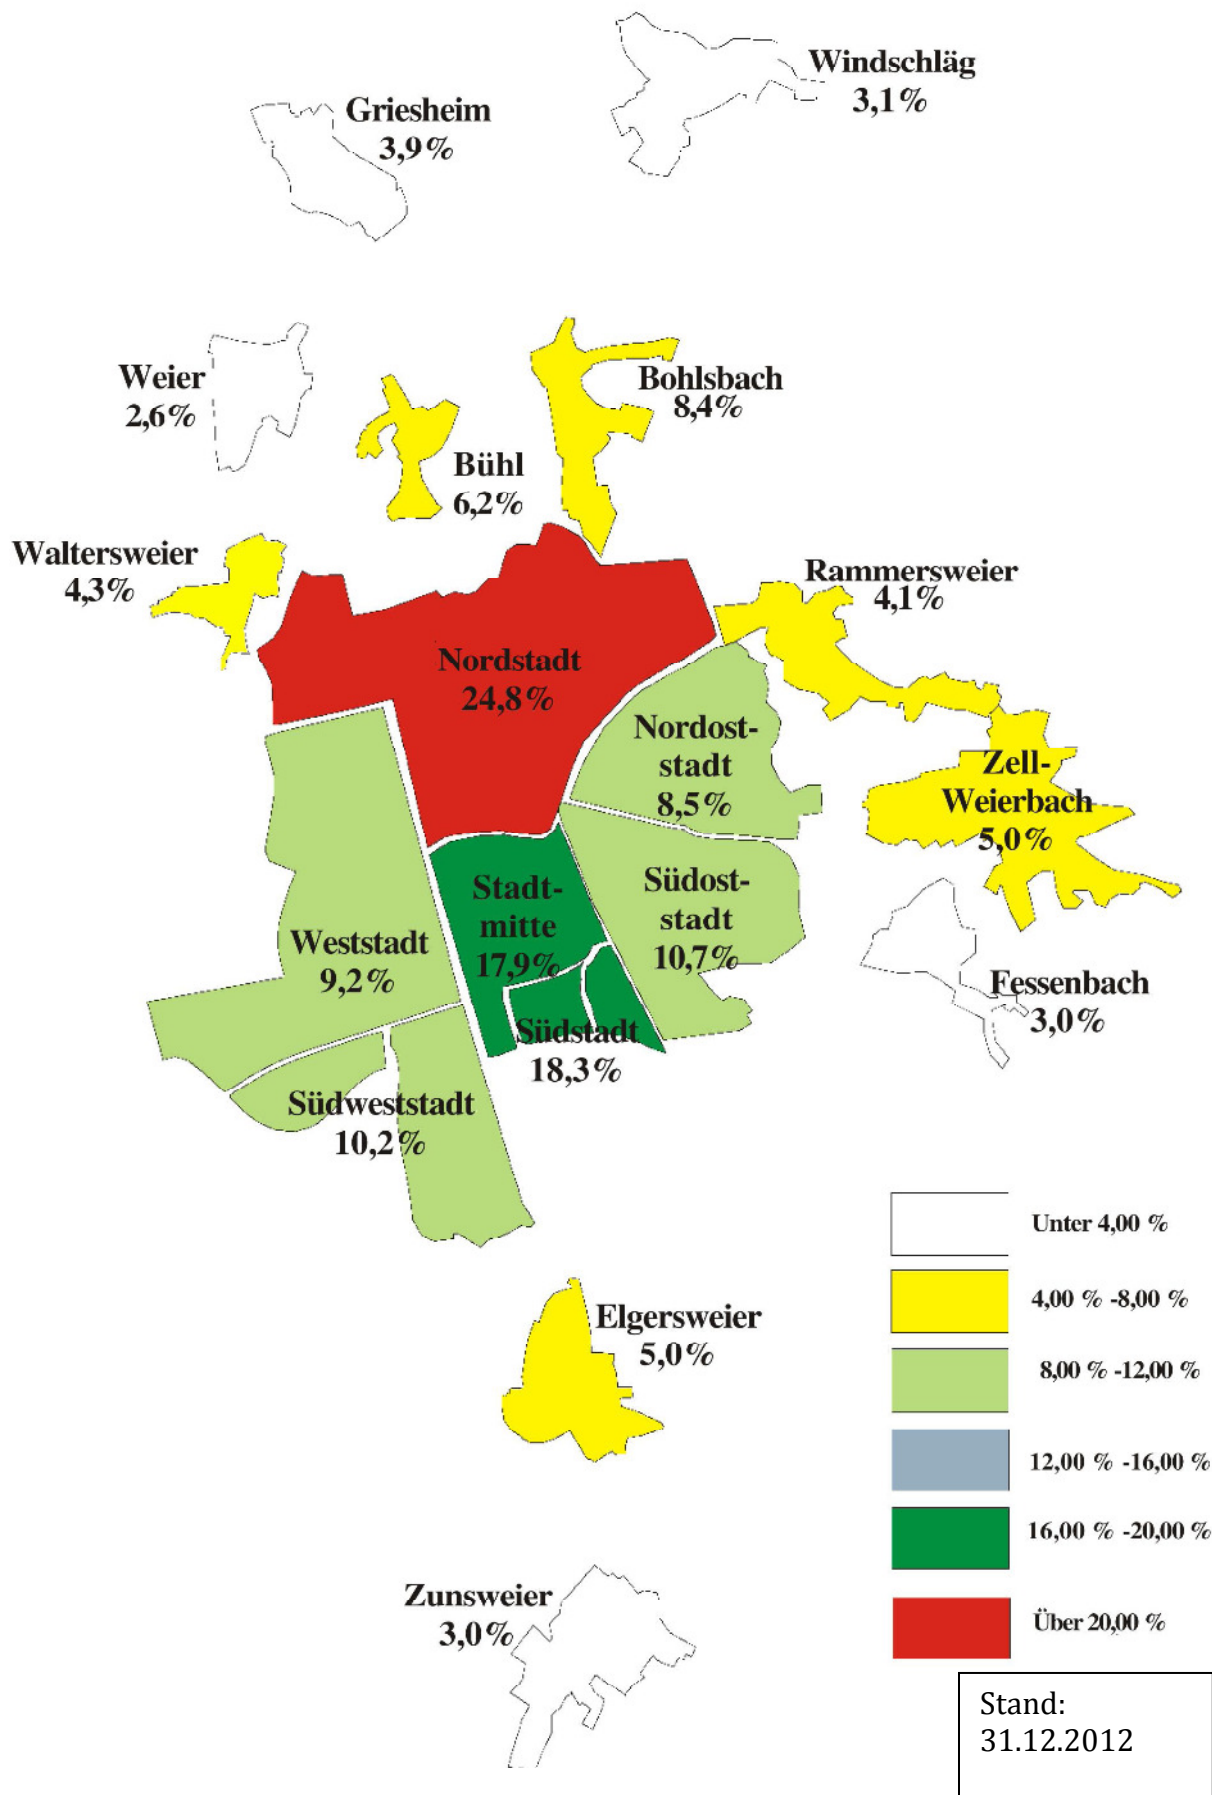 Windschläg
3,1%
Griesheim
3,9%
Weier
2,6%
Bohlsbach
8,4%
Bühl
6,2%
Waltersweier
4,3%
Rammersweier
4,1%
Nordstadt
24,8%
Nordost-
stadt
8,5%
Zell-
Weierbach
5,0%
Stadt-
mitte
17,9%
Südost-
stadt
10,7%
Weststadt
9,2%
Fessenbach
3,0%
Südstadt
18,3%
Südweststadt
10,2%
Elgersweier
5,0%
Zunsweier
3,0%
Unter 4,00 %
4,00 % -8,00 %
8,00 % -12,00 %
12,00 % -16,00 %
16,00 % -20,00 %
Über 20,00 %
Stand:
31.12.2012